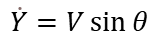 Ẏ = V sin θ